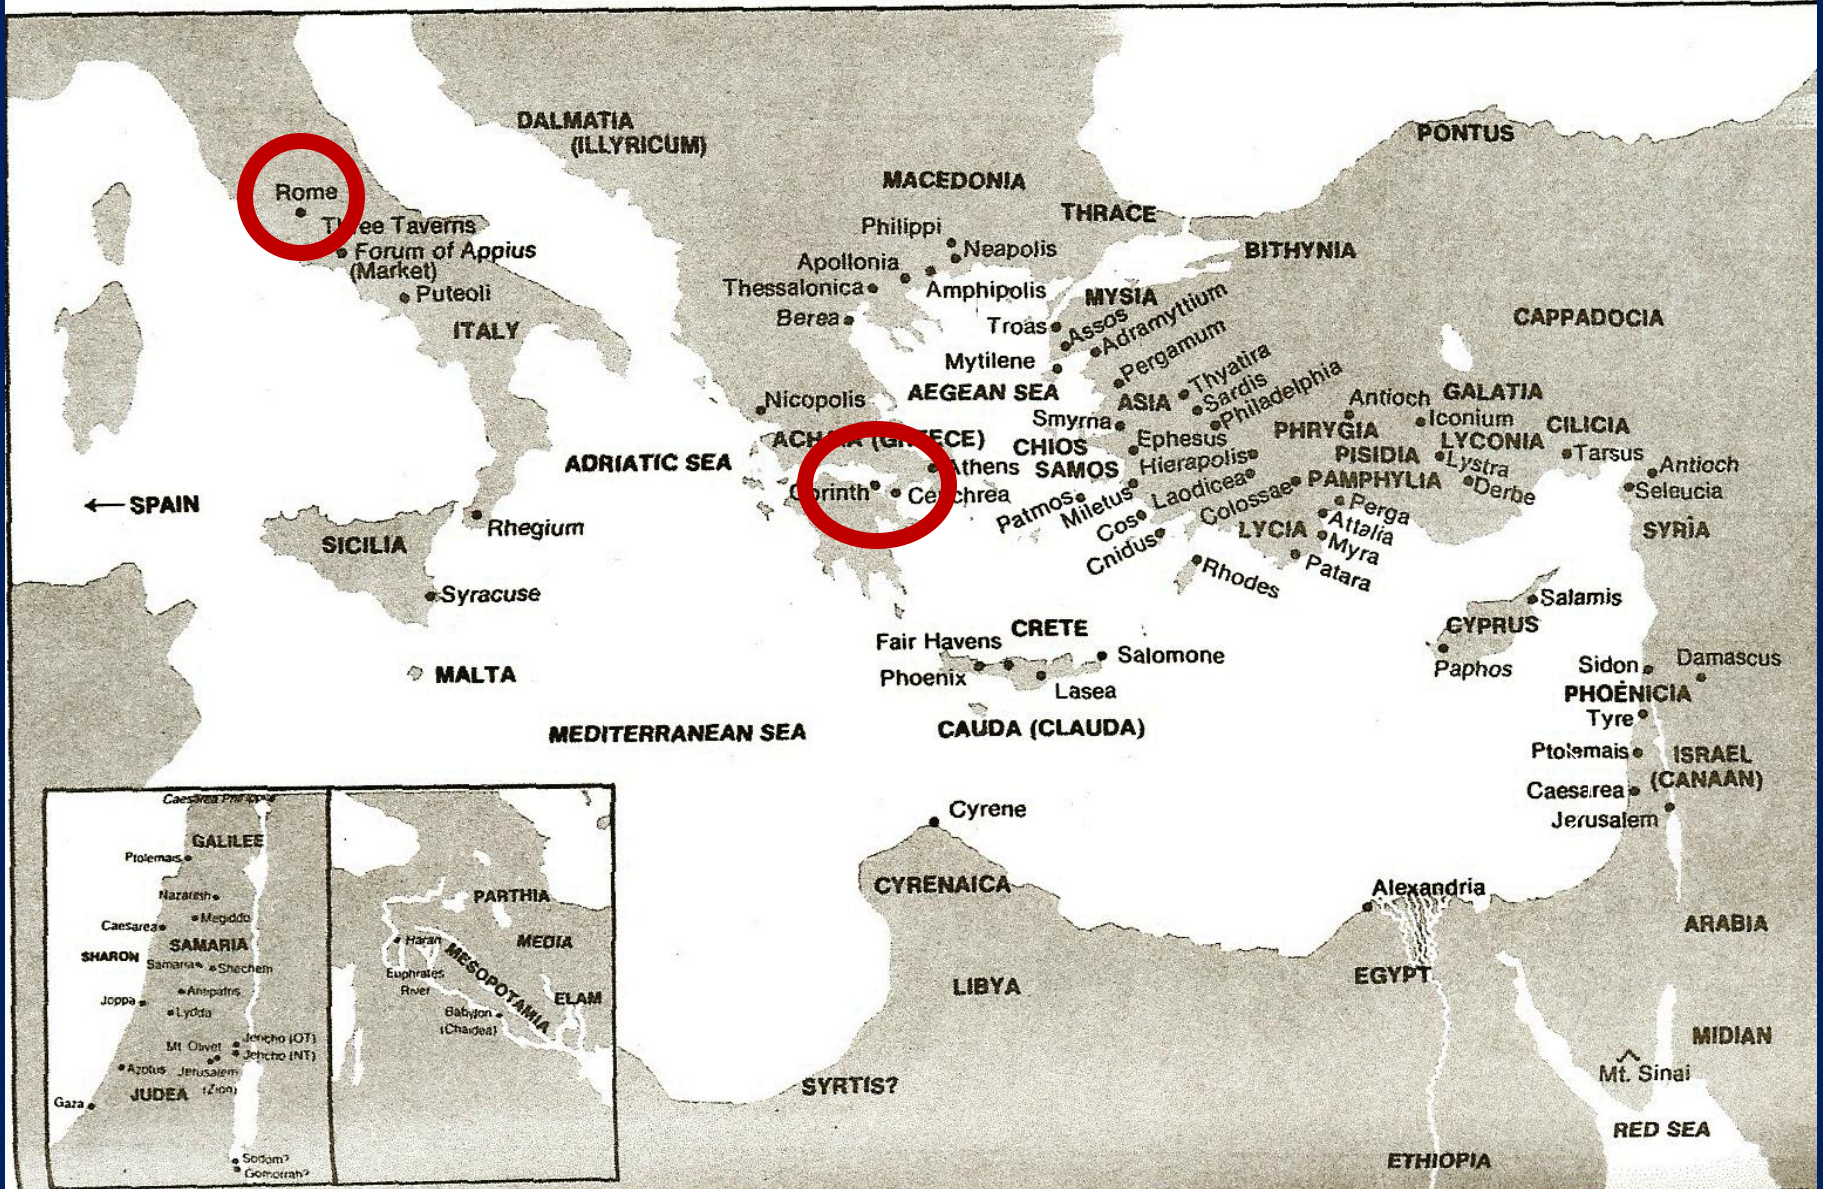 DALMATIA
(ILLYRICUM)
PONTUS
MACEDONIA
Rome
THRACE
Three Taverns
Philippi
Forum of Appius
(Market)
Neapolis
BITHYNIA
Apollonia
Thessalonica
Amphipolis
Puteoli
MYSIA
ITALY
Berea
Troas
Assos
Adramyttium
CAPPADOCIA
Mytilene
Pergamum
Thyatira
Sardis
Philadelphia
Nicopolis
AEGEAN SEA
ASIA
Antioch
GALATIA
Smyrna
Iconium
CILICIA
ACHAIA (GREECE)
CHIOS
Ephesus
PHRYGIA
LYCONIA
ADRIATIC SEA
Athens
SAMOS
Hierapolis
PISIDIA
Lystra
Tarsus
Antioch
Corinth
Cenchrea
Patmos
Miletus
Laodicea
Colossae
PAMPHYLIA
Derbe
Seleucia
SPAIN
Rhegium
Cos
Cnidus
LYCIA
Perga
Attalia
Myra
Patara
SYRIA
SICILIA
Rhodes
Syracuse
Salamis
CYPRUS
Paphos
Fair Havens
CRETE
Salomone
Phoenix
Lasea
MALTA
Sidon
Damascus
PHOENICIA
Tyre
MEDITERRANEAN SEA
CAUDA (CLAUDA)
Ptolemais
ISRAEL
(CANAAN)
Caesarea
Jerusalem
Cyrene
CYRENAICA
Alexandria
ARABIA
EGYPT
LIBYA
MIDIAN
Mt. Sinai
SYRTIS?
RED SEA
ETHIOPIA
Caesarea Philippi
GALILEE
Ptolemais
Nazareth
Megiddo
Caesarea
SAMARIA
SHARON
Samaria
Shechem
Antipatris
Joppa
Lydda
Mt Olivet
Jericho (OT)
Jericho (NT)
Azotus
Jerusalem
(Zion)
JUDEA
Gaza
Sodom?
Gomorrah?
PARTHIA
Haran
MEDIA
MESOPOTAMIA
Euphrates
River
ELAM
Babylon
(Chaldea)